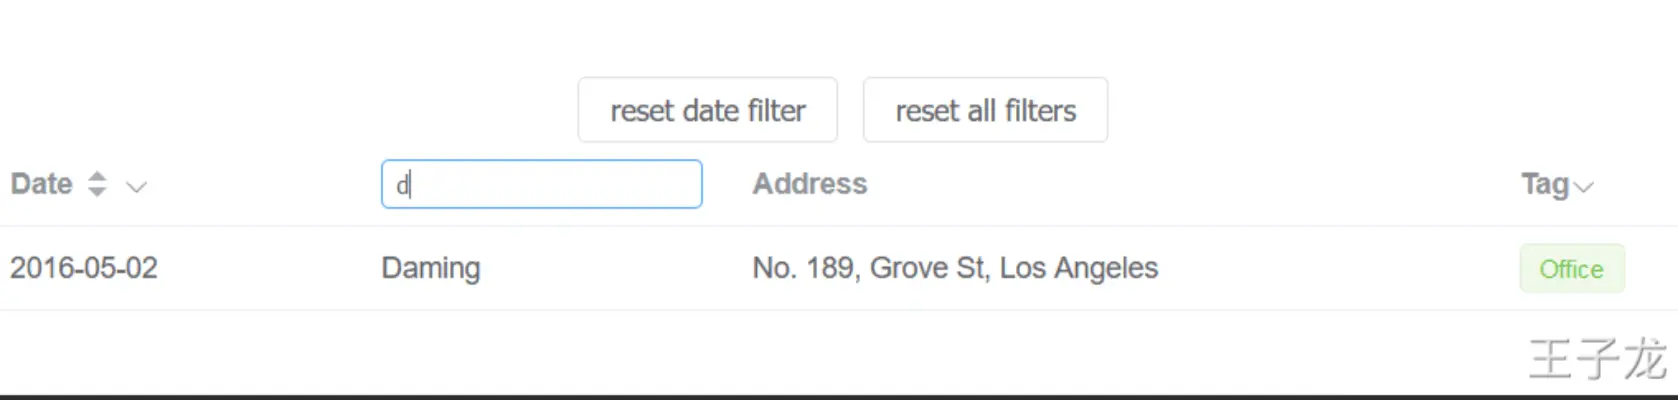 reset date filter reset all filters
Date d Address Tag
2016-05-02 Daming No. 189, Grove St, Los Angeles Office
王子龙